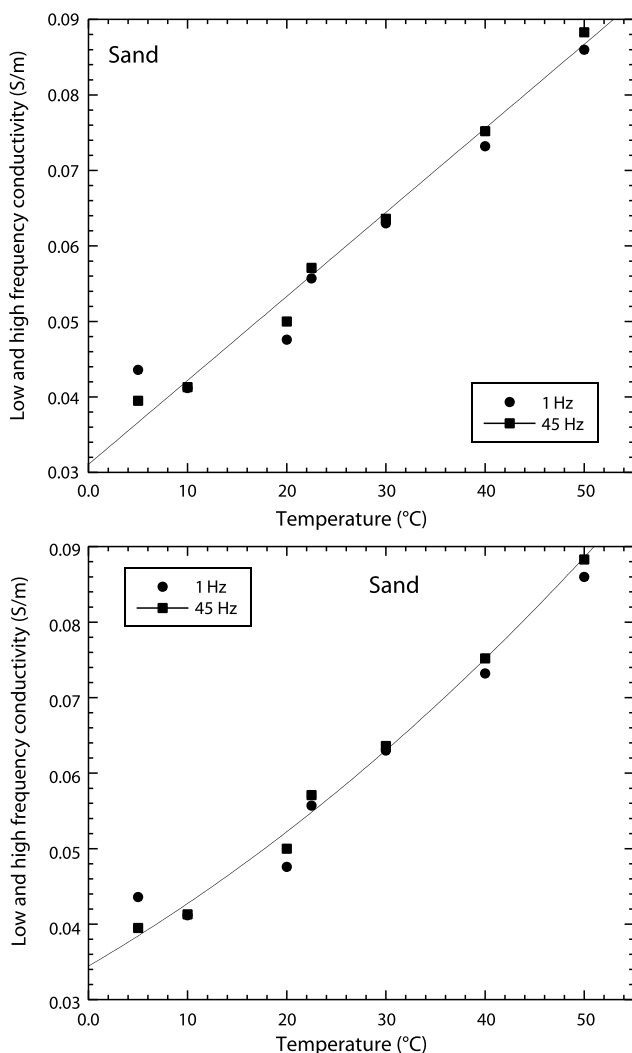 0.09
Sand
0.08
0.07
0.06
0.05
0.04
0.03
Low and high frequency conductivity (S/m)
1 Hz
45 Hz
0.0 10 20 30 40 50
Temperature (°C)
0.09
1 Hz
45 Hz
Sand
0.08
0.07
0.06
0.05
0.04
0.03
Low and high frequency conductivity (S/m)
0.0 10 20 30 40 50
Temperature (°C)